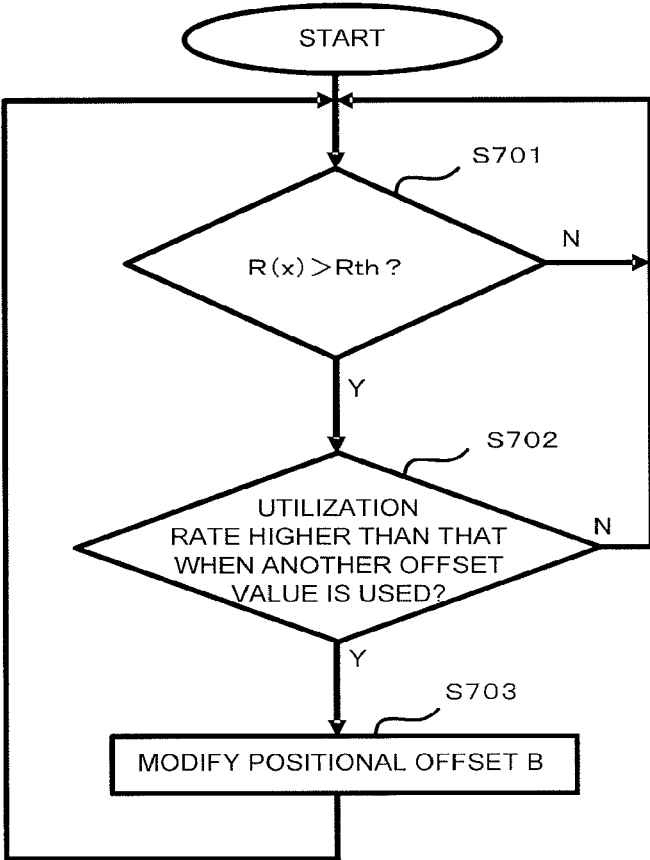 START
S701
R(x)>Rth?
N
Y
S702
UTILIZATION
RATE HIGHER THAN THAT
WHEN ANOTHER OFFSET
VALUE IS USED?
N
Y
S703
MODIFY POSITIONAL OFFSET B